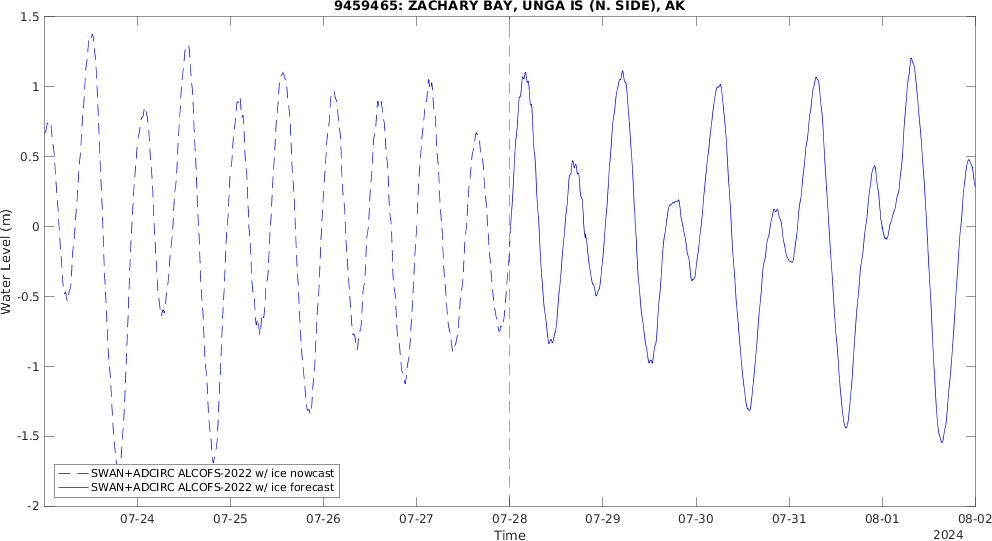 9459465: ZACHARY BAY, UNGA IS (N. SIDE), AK
1.5
1
0.5
0
-0.5
-1
-1.5
-2
Water Level (m)
SWAN+ADCIRC ALCOFS-2022 w/ ice nowcast
SWAN+ADCIRC ALCOFS-2022 w/ ice forecast
07-24 07-25 07-26 07-27 07-28 07-29 07-30 07-31 08-01 08-02
Time
2024